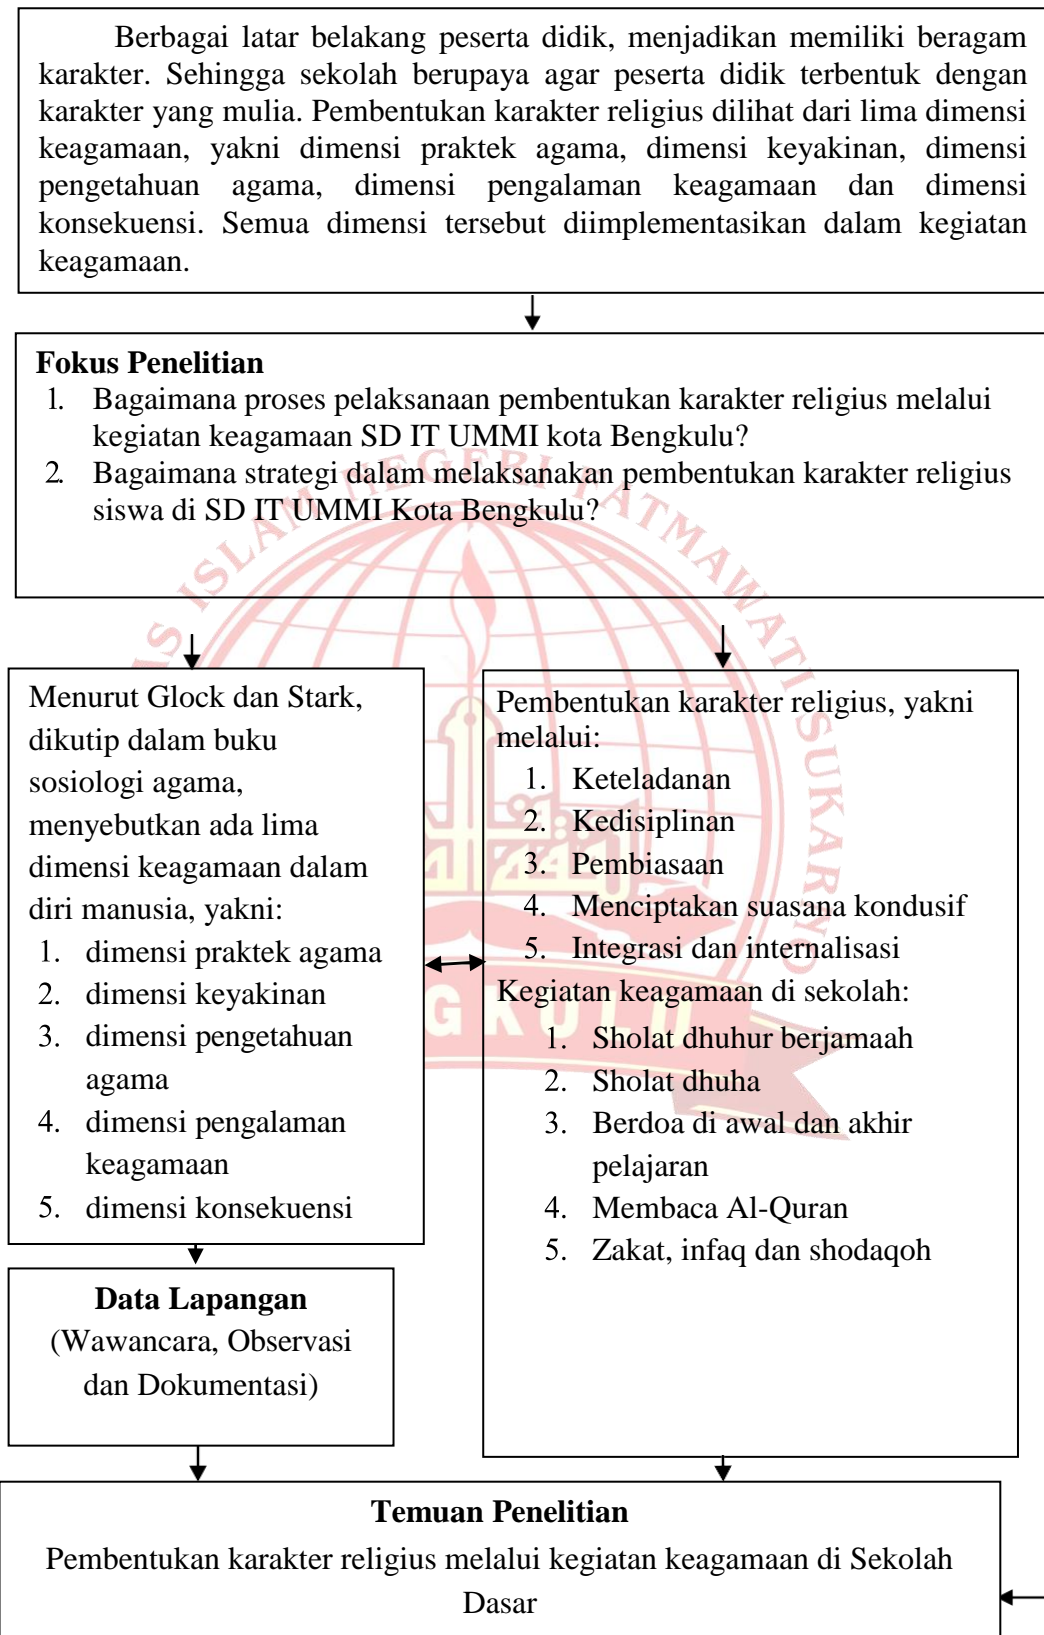 Berbagai latar belakang peserta didik, menjadikan memiliki beragam
karakter. Sehingga sekolah berupaya agar peserta didik terbentuk dengan
karakter yang mulia. Pembentukan karakter religius dilihat dari lima dimensi
keagamaan, yakni dimensi praktek agama, dimensi keyakinan, dimensi
pengetahuan agama, dimensi pengalaman keagamaan dan dimensi
konsekuensi. Semua dimensi tersebut diimplementasikan dalam kegiatan
keagamaan.
Fokus Penelitian
1. Bagaimana proses pelaksanaan pembentukan karakter religius melalui
kegiatan keagamaan SD IT UMMI kota Bengkulu?
2. Bagaimana strategi dalam melaksanakan pembentukan karakter religius
siswa di SD IT UMMI Kota Bengkulu?
ISLAM NEGERI FATMAWATI SUKARNO
Menurut Glock dan Stark,
dikutip dalam buku
sosiologi agama,
menyebutkan ada lima
dimensi keagamaan dalam
diri manusia, yakni:
1. dimensi praktek agama
2. dimensi keyakinan
3. dimensi pengetahuan
agama
4. dimensi pengalaman
keagamaan
5. dimensi konsekuensi
Pembentukan karakter religius, yakni
melalui:
1. Keteladanan
2. Kedisiplinan
3. Pembiasaan
4. Menciptakan suasana kondusif
5. Integrasi dan internalisasi
Kegiatan keagamaan di sekolah:
1. Sholat dhuhur berjamaah
2. Sholat dhuha
3. Berdoa di awal dan akhir
pelajaran
4. Membaca Al-Quran
5. Zakat, infaq dan shodaqoh
Data Lapangan
(Wawancara, Observasi
dan Dokumentasi)
Temuan Penelitian
Pembentukan karakter religius melalui kegiatan keagamaan di Sekolah
Dasar